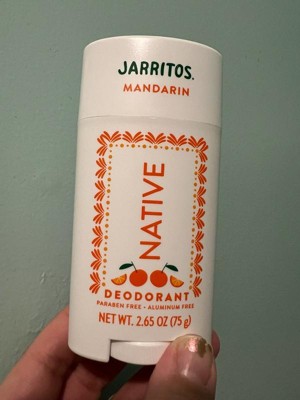 JARRITOS.
MANDARIN
NATIVE
DEODORANT
PARABEN FREE - ALUMINUM FREE
NET WT. 2.65 OZ (75 g)